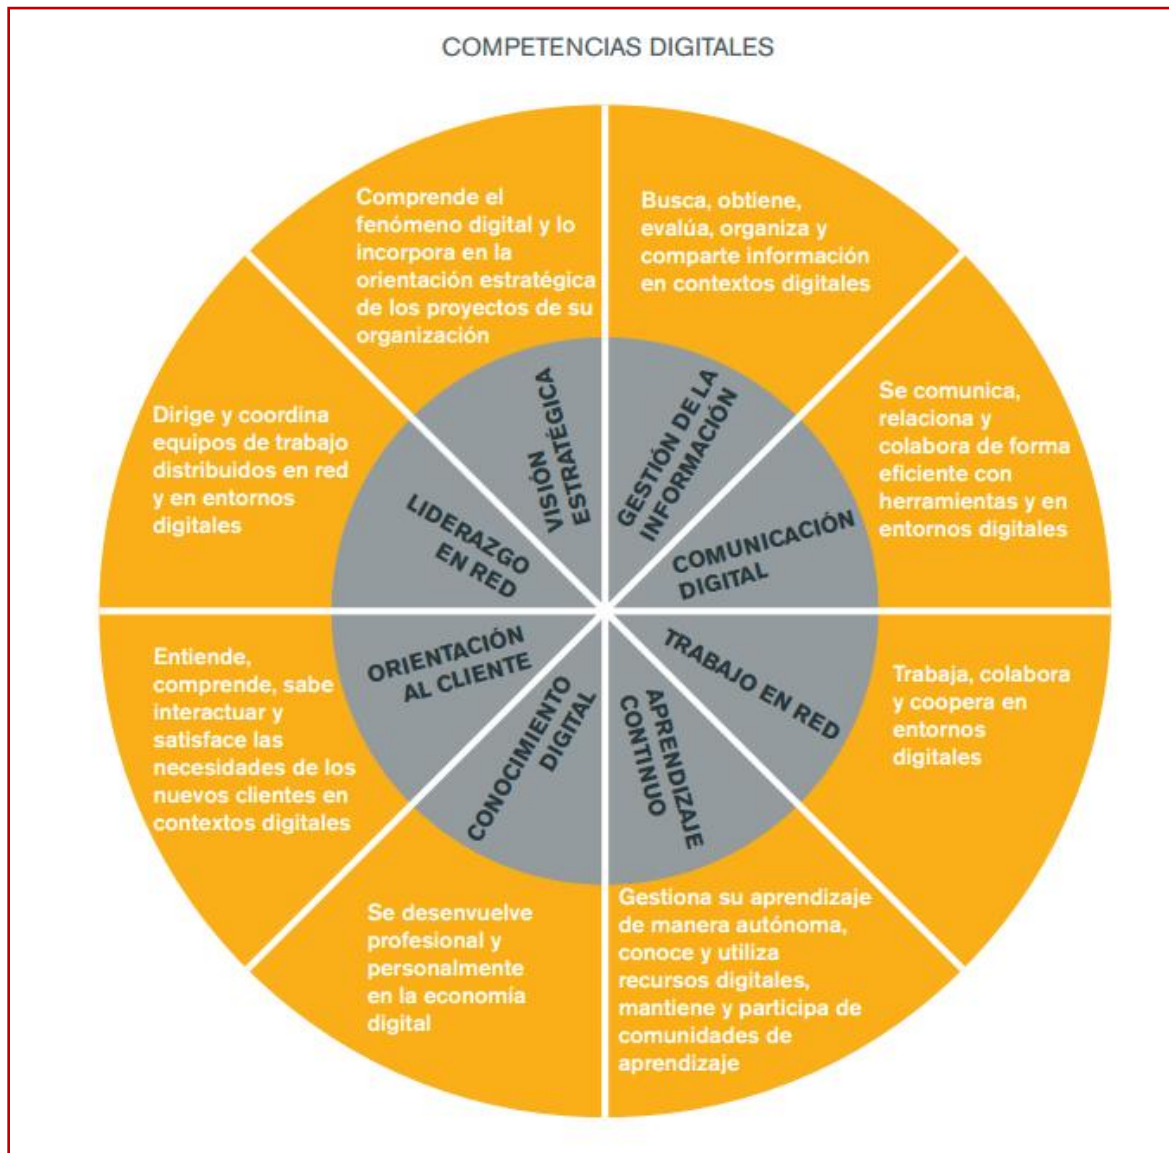 COMPETENCIAS DIGITALES
Busca, obtiene,
evalúa, organiza y
comparte información
en contextos digitales
GESTIÓN DE LA
INFORMACIÓN
Se comunica,
relaciona y
colabora de forma
eficiente con
herramientas y en
entornos digitales
COMUNICACIÓN
DIGITAL
Trabaja, colabora
y coopera en
entornos
digitales
TRABAJO EN RED
Gestiona su aprendizaje
de manera autónoma,
conoce y utiliza
recursos digitales,
mantiene y participa de
comunidades de
aprendizaje
APRENDIZAJE
CONTINUO
Se desenvuelve
profesional y
personalmente
en la economía
digital
CONOCIMIENTO
DIGITAL
Entiende,
comprende, sabe
interactuar y
satisface las
necesidades de los
nuevos clientes en
contextos digitales
ORIENTACIÓN
AL CLIENTE
Dirige y coordina
equipos de trabajo
distribuidos en red
y en entornos
digitales
LIDERAZGO
EN RED
Comprende el
fenómeno digital y lo
incorpora en la
orientación estratégica
de los proyectos de su
organización
VISIÓN
ESTRATÉGICA